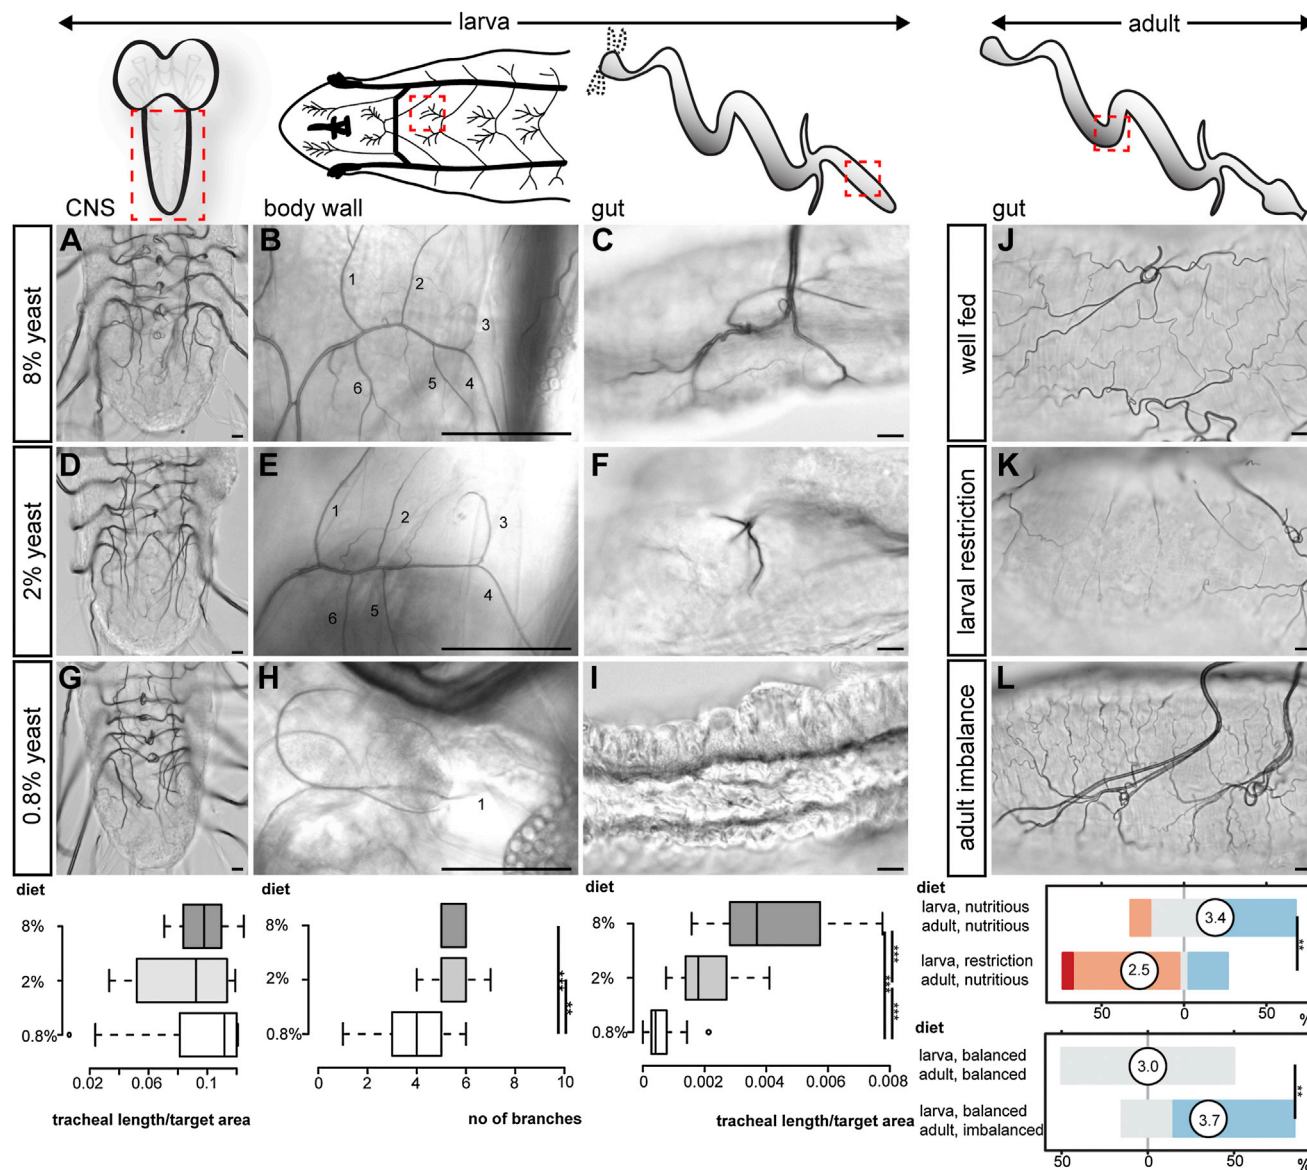 larva
adult
CNS
body wall
gut
gut
8% yeast
A
B
1
2
3
4
5
6
C
well fed
J
2% yeast
D
E
1
2
3
4
5
6
F
larval restriction
K
0.8% yeast
G
H
1
I
adult imbalance
L
diet
8%
2%
0.8%
0.02
0.06
0.1
tracheal length/target area
diet
8%
2%
0.8%
***
**
0
2
4
6
8
10
no of branches
diet
8%
2%
0.8%
***
***
***
0
0.002
0.004
0.006
0.008
tracheal length/target area
diet
larva, nutritious
adult, nutritious
3.4
larva, restriction
adult, nutritious
2.5
**
50
0
50
%
diet
larva, balanced
adult, balanced
3.0
larva, balanced
adult, imbalanced
3.7
**
50
0
50
%